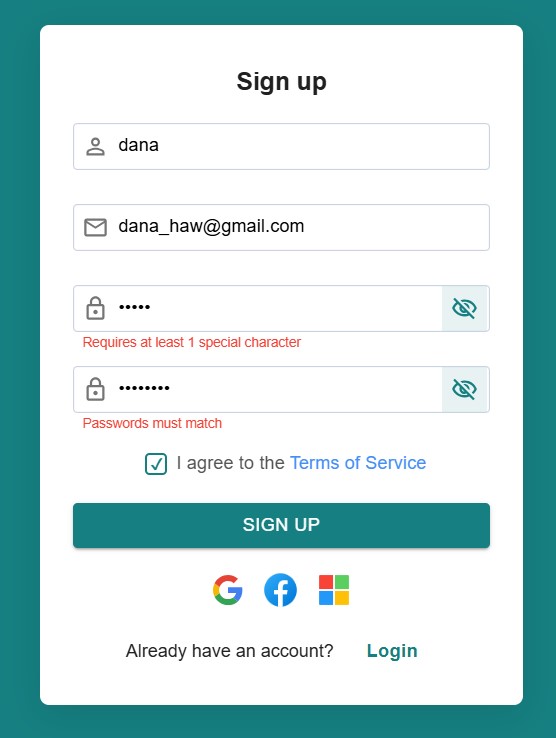 Sign up
dana
dana_haw@gmail.com
•••••
Requires at least 1 special character
••••••••
Passwords must match
I agree to the Terms of Service
SIGN UP
Already have an account? Login